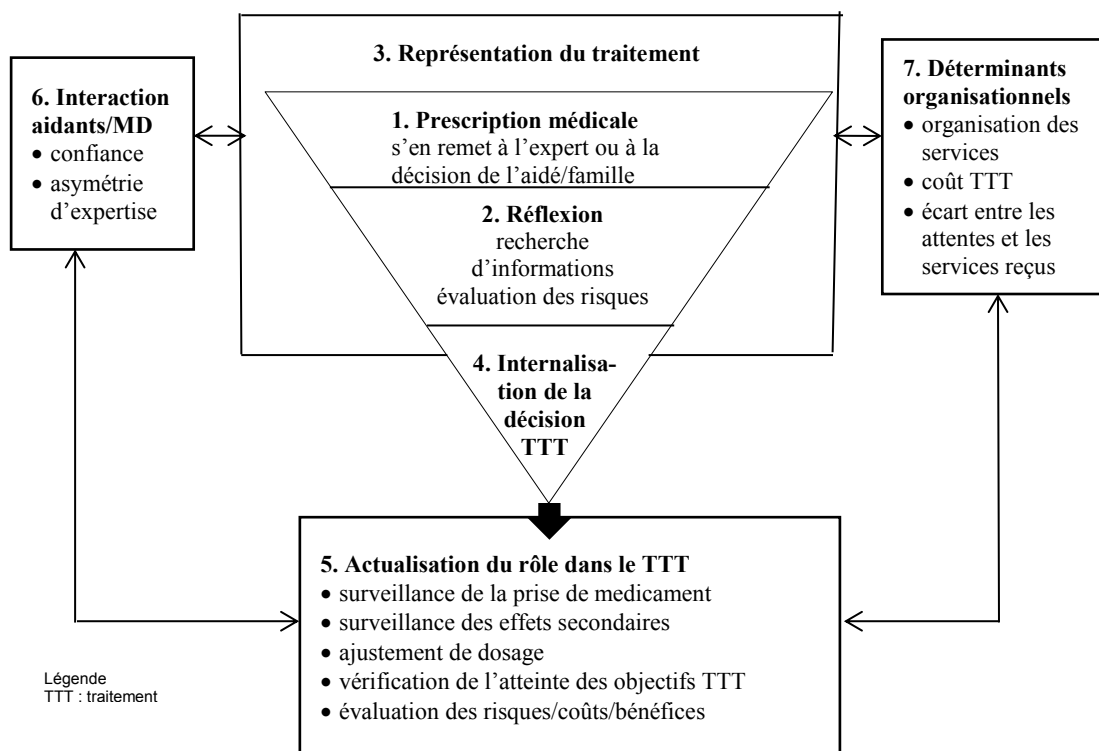 3. Représentation du traitement
6. Interaction
aidants/MD
• confiance
• asymétrie
d’expertise
1. Prescription médicale
s’en remet à l’expert ou à la
décision de l’aidé/famille
2. Réflexion
recherche
d’informations
évaluation des risques
4. Internalisa-
tion de la
décision
TTT
7. Déterminants
organisationnels
• organisation des
services
• coût TTT
• écart entre les
attentes et les
services reçus
5. Actualisation du rôle dans le TTT
• surveillance de la prise de medicament
• surveillance des effets secondaires
• ajustement de dosage
• vérification de l’atteinte des objectifs TTT
• évaluation des risques/coûts/bénéfices
Légende
TTT : traitement